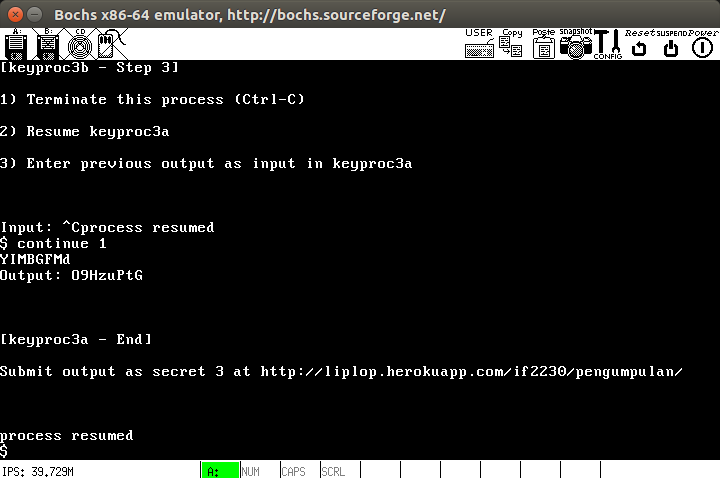 Bochs x86-64 emulator, http://bochs.sourceforge.net/
A: B: CD USER Copy Paste snapshot CONFIG Reset SUSPEND Power
[keyproc3b - Step 3]
1) Terminate this process (Ctrl-C)
2) Resume keyproc3a
3) Enter previous output as input in keyproc3a
Input: ^Cprocess resumed
$ continue 1
YIMBGFMd
Output: O9HzuPtG
[keyproc3a - End]
Submit output as secret 3 at http://liplop.herokuapp.com/if2230/pengumpulan/
process resumed
$
IPS: 39.729M A: NUM CAPS SCRL